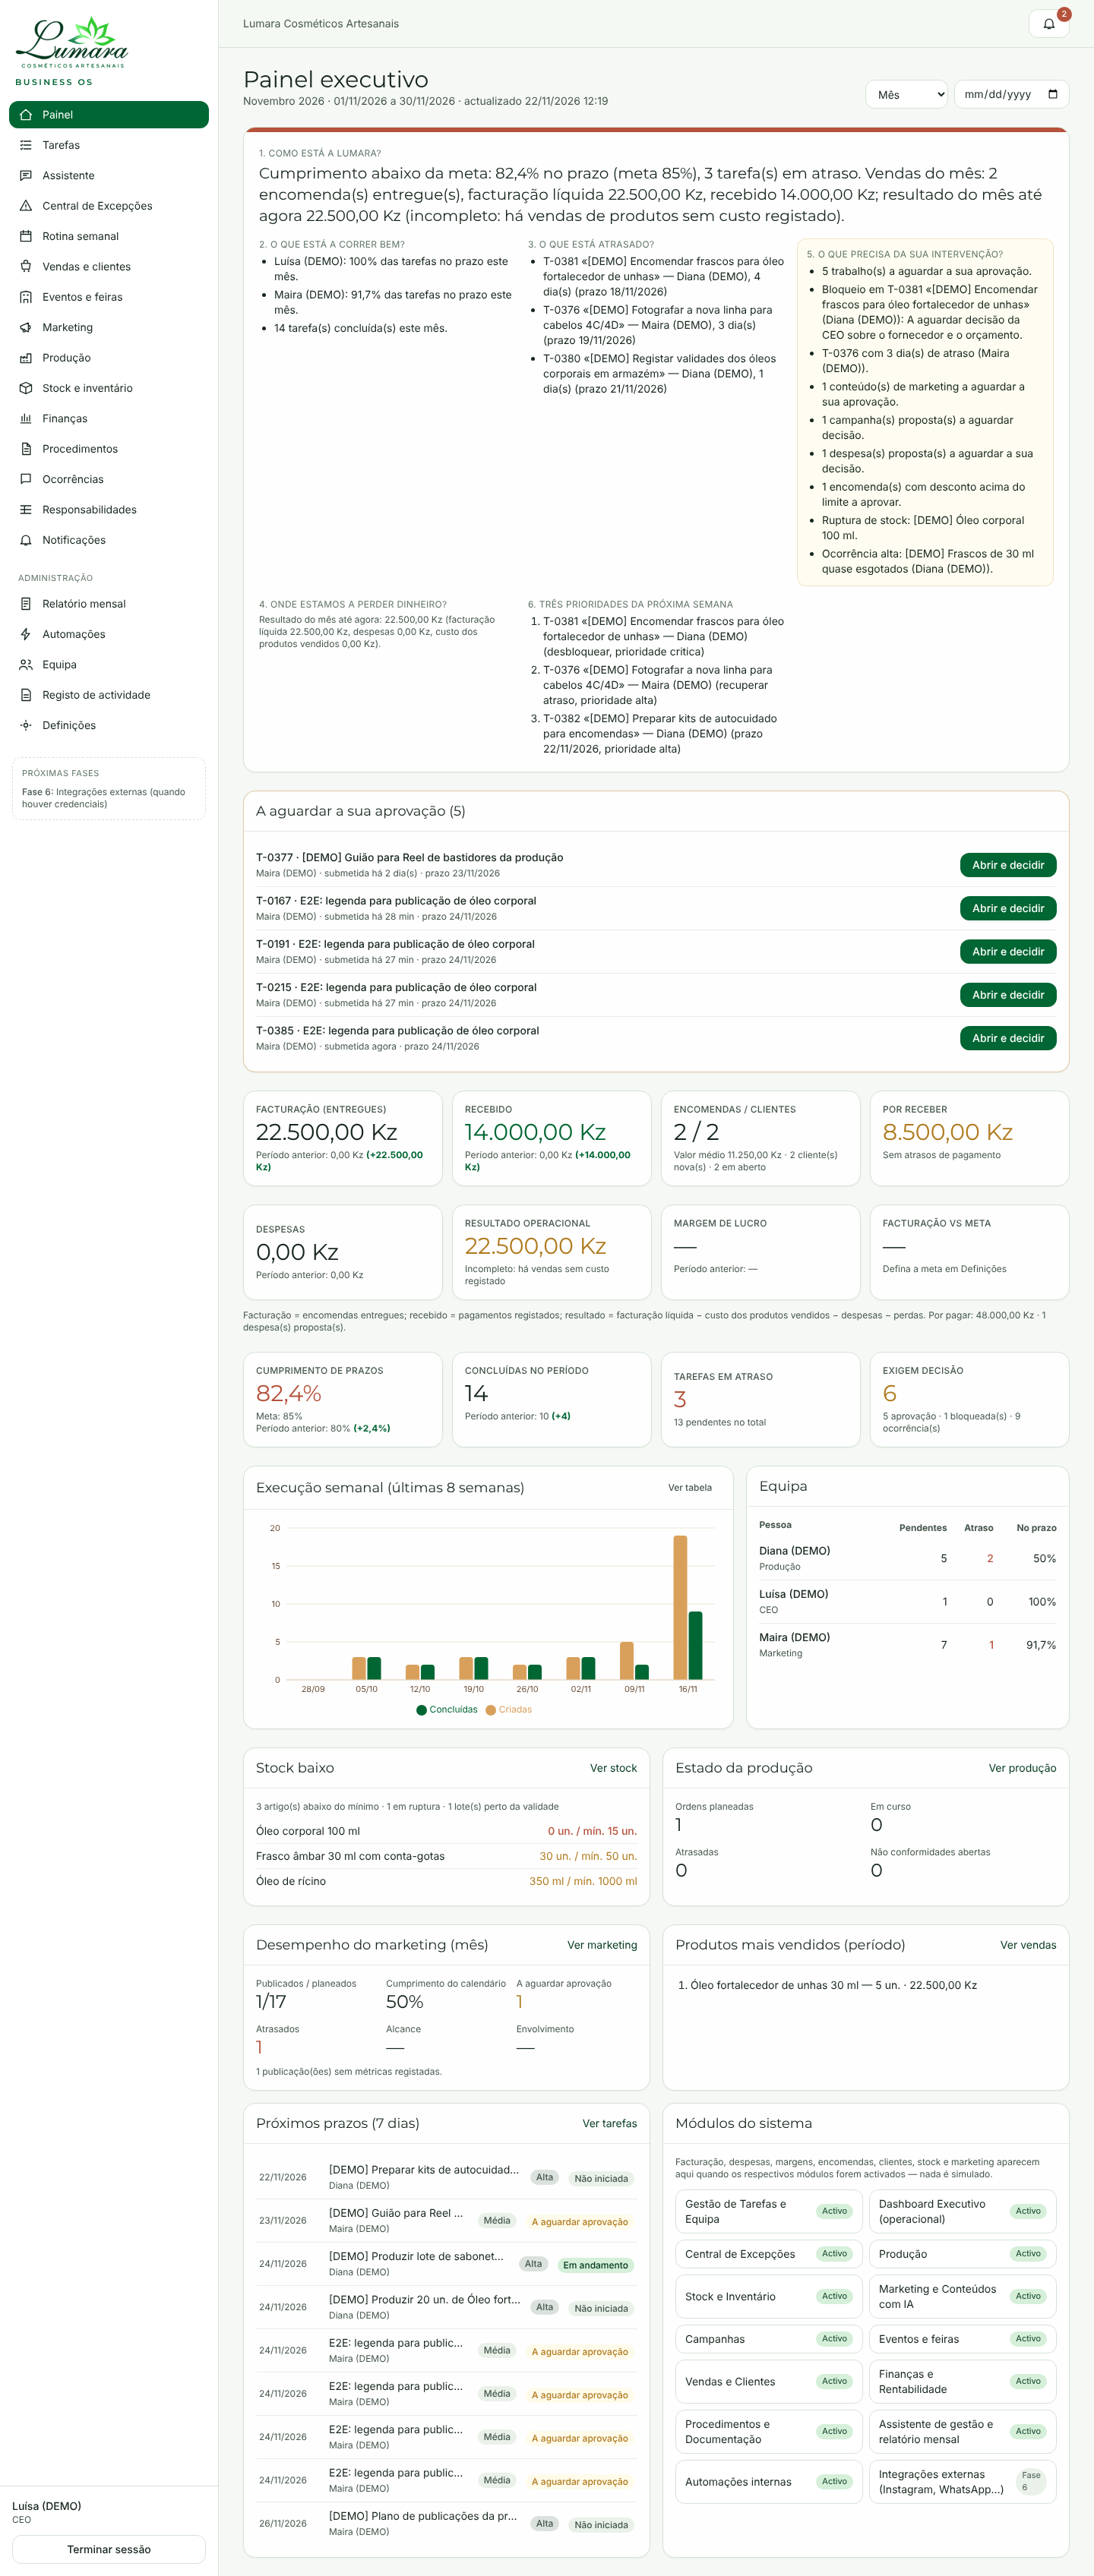 Lumara
COSMÉTICOS ARTESANAIS
BUSINESS OS
Painel
Tarefas
Assistente
Central de Excepções
Rotina semanal
Vendas e clientes
Eventos e feiras
Marketing
Produção
Stock e inventário
Finanças
Procedimentos
Ocorrências
Responsabilidades
Notificações
ADMINISTRAÇÃO
Relatório mensal
Automações
Equipa
Registo de actividade
Definições
PRÓXIMAS FASES
Fase 6: Integrações externas (quando
houver credenciais)
Luísa (DEMO)
CEO
Terminar sessão
Lumara Cosméticos Artesanais
2
Painel executivo
Novembro 2026 · 01/11/2026 a 30/11/2026 · actualizado 22/11/2026 12:19
Mês
mm/dd/yyyy
1. COMO ESTÁ A LUMARA?
Cumprimento abaixo da meta: 82,4% no prazo (meta 85%), 3 tarefa(s) em atraso. Vendas do mês: 2
encomenda(s) entregue(s), facturação líquida 22.500,00 Kz, recebido 14.000,00 Kz; resultado do mês até
agora 22.500,00 Kz (incompleto: há vendas de produtos sem custo registado).
2. O QUE ESTÁ A CORRER BEM?
• Luísa (DEMO): 100% das tarefas no prazo este
mês.
• Maira (DEMO): 91,7% das tarefas no prazo este
mês.
• 14 tarefa(s) concluída(s) este mês.
3. O QUE ESTÁ ATRASADO?
• T-0381 «[DEMO] Encomendar frascos para óleo
fortalecedor de unhas» — Diana (DEMO), 4
dia(s) (prazo 18/11/2026)
• T-0376 «[DEMO] Fotografar a nova linha para
cabelos 4C/4D» — Maira (DEMO), 3 dia(s)
(prazo 19/11/2026)
• T-0380 «[DEMO] Registar validades dos óleos
corporais em armazém» — Diana (DEMO), 1
dia(s) (prazo 21/11/2026)
5. O QUE PRECISA DA SUA INTERVENÇÃO?
• 5 trabalho(s) a aguardar a sua aprovação.
• Bloqueio em T-0381 «[DEMO] Encomendar
frascos para óleo fortalecedor de unhas»
(Diana (DEMO)): A aguardar decisão da
CEO sobre o fornecedor e o orçamento.
• T-0376 com 3 dia(s) de atraso (Maira
(DEMO)).
• 1 conteúdo(s) de marketing a aguardar a
sua aprovação.
• 1 campanha(s) proposta(s) a aguardar
decisão.
• 1 despesa(s) proposta(s) a aguardar a sua
decisão.
• 1 encomenda(s) com desconto acima do
limite a aprovar.
• Ruptura de stock: [DEMO] Óleo corporal
100 ml.
• Ocorrência alta: [DEMO] Frascos de 30 ml
quase esgotados (Diana (DEMO)).
4. ONDE ESTAMOS A PERDER DINHEIRO?
Resultado do mês até agora: 22.500,00 Kz (facturação
líquida 22.500,00 Kz, despesas 0,00 Kz, custo dos
produtos vendidos 0,00 Kz).
6. TRÊS PRIORIDADES DA PRÓXIMA SEMANA
1. T-0381 «[DEMO] Encomendar frascos para óleo
fortalecedor de unhas» — Diana (DEMO)
(desbloquear, prioridade critica)
2. T-0376 «[DEMO] Fotografar a nova linha para
cabelos 4C/4D» — Maira (DEMO) (recuperar
atraso, prioridade alta)
3. T-0382 «[DEMO] Preparar kits de autocuidado
para encomendas» — Diana (DEMO) (prazo
22/11/2026, prioridade alta)
A aguardar a sua aprovação (5)
T-0377 · [DEMO] Guião para Reel de bastidores da produção
Maira (DEMO) · submetida há 2 dia(s) · prazo 23/11/2026
Abrir e decidir
T-0167 · E2E: legenda para publicação de óleo corporal
Maira (DEMO) · submetida há 28 min · prazo 24/11/2026
Abrir e decidir
T-0191 · E2E: legenda para publicação de óleo corporal
Maira (DEMO) · submetida há 27 min · prazo 24/11/2026
Abrir e decidir
T-0215 · E2E: legenda para publicação de óleo corporal
Maira (DEMO) · submetida há 27 min · prazo 24/11/2026
Abrir e decidir
T-0385 · E2E: legenda para publicação de óleo corporal
Maira (DEMO) · submetida agora · prazo 24/11/2026
Abrir e decidir
FACTURAÇÃO (ENTREGUES)
22.500,00 Kz
Período anterior: 0,00 Kz (+22.500,00
Kz)
RECEBIDO
14.000,00 Kz
Período anterior: 0,00 Kz (+14.000,00
Kz)
ENCOMENDAS / CLIENTES
2 / 2
Valor médio 11.250,00 Kz · 2 cliente(s)
nova(s) · 2 em aberto
POR RECEBER
8.500,00 Kz
Sem atrasos de pagamento
DESPESAS
0,00 Kz
Período anterior: 0,00 Kz
RESULTADO OPERACIONAL
22.500,00 Kz
Incompleto: há vendas sem custo
registado
MARGEM DE LUCRO
—
Período anterior: —
FACTURAÇÃO VS META
—
Defina a meta em Definições
Facturação = encomendas entregues; recebido = pagamentos registados; resultado = facturação líquida − custo dos produtos vendidos − despesas − perdas. Por pagar: 48.000,00 Kz · 1
despesa(s) proposta(s).
CUMPRIMENTO DE PRAZOS
82,4%
Meta: 85%
Período anterior: 80% (+2,4%)
CONCLUÍDAS NO PERÍODO
14
Período anterior: 10 (+4)
TAREFAS EM ATRASO
3
13 pendentes no total
EXIGEM DECISÃO
6
5 aprovação · 1 bloqueada(s) · 9
ocorrência(s)
Execução semanal (últimas 8 semanas)
Ver tabela
20
15
10
5
0
28/09 05/10 12/10 19/10 26/10 02/11 09/11 16/11
Concluídas Criadas
Equipa
Pessoa Pendentes Atraso No prazo
Diana (DEMO)
Produção
5 2 50%
Luísa (DEMO)
CEO
1 0 100%
Maira (DEMO)
Marketing
7 1 91,7%
Stock baixo
Ver stock
3 artigo(s) abaixo do mínimo · 1 em ruptura · 1 lote(s) perto da validade
Óleo corporal 100 ml 0 un. / mín. 15 un.
Frasco âmbar 30 ml com conta-gotas 30 un. / mín. 50 un.
Óleo de rícino 350 ml / mín. 1000 ml
Estado da produção
Ver produção
Ordens planeadas
1
Em curso
0
Atrasadas
0
Não conformidades abertas
0
Desempenho do marketing (mês)
Ver marketing
Publicados / planeados
1/17
Cumprimento do calendário
50%
A aguardar aprovação
1
Atrasados
1
Alcance
—
Envolvimento
—
1 publicação(ões) sem métricas registadas.
Produtos mais vendidos (período)
Ver vendas
1. Óleo fortalecedor de unhas 30 ml — 5 un. · 22.500,00 Kz
Próximos prazos (7 dias)
Ver tarefas
22/11/2026 [DEMO] Preparar kits de autocuidad... Alta Não iniciada
Diana (DEMO)
23/11/2026 [DEMO] Guião para Reel ... Média A aguardar aprovação
Maira (DEMO)
24/11/2026 [DEMO] Produzir lote de sabonet... Alta Em andamento
Diana (DEMO)
24/11/2026 [DEMO] Produzir 20 un. de Óleo fort... Alta Não iniciada
Diana (DEMO)
24/11/2026 E2E: legenda para public... Média A aguardar aprovação
Maira (DEMO)
24/11/2026 E2E: legenda para public... Média A aguardar aprovação
Maira (DEMO)
24/11/2026 E2E: legenda para public... Média A aguardar aprovação
Maira (DEMO)
24/11/2026 E2E: legenda para public... Média A aguardar aprovação
Maira (DEMO)
26/11/2026 [DEMO] Plano de publicações da pr... Alta Não iniciada
Maira (DEMO)
Módulos do sistema
Facturação, despesas, margens, encomendas, clientes, stock e marketing aparecem
aqui quando os respectivos módulos forem activados — nada é simulado.
Gestão de Tarefas e
Equipa
Activo
Dashboard Executivo
(operacional)
Activo
Central de Excepções
Activo
Produção
Activo
Stock e Inventário
Activo
Marketing e Conteúdos
com IA
Activo
Campanhas
Activo
Eventos e feiras
Activo
Vendas e Clientes
Activo
Finanças e
Rentabilidade
Activo
Procedimentos e
Documentação
Activo
Assistente de gestão e
relatório mensal
Activo
Automações internas
Activo
Integrações externas
(Instagram, WhatsApp...)
Fase
6